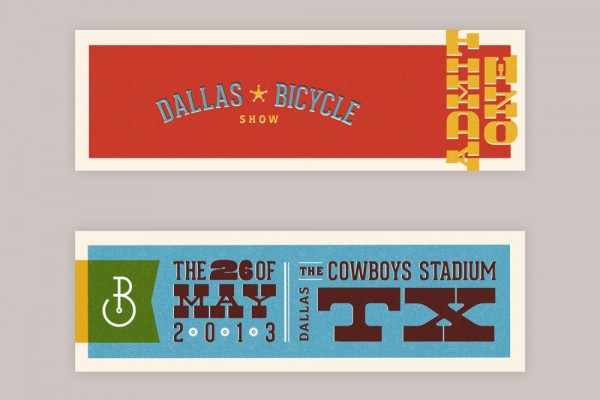 DALLAS ★ BICYCLE
SHOW
ADMIT
ONE
B
THE 26 OF
MAY
2•0•1•3
THE COWBOYS STADIUM
DALLAS
TX